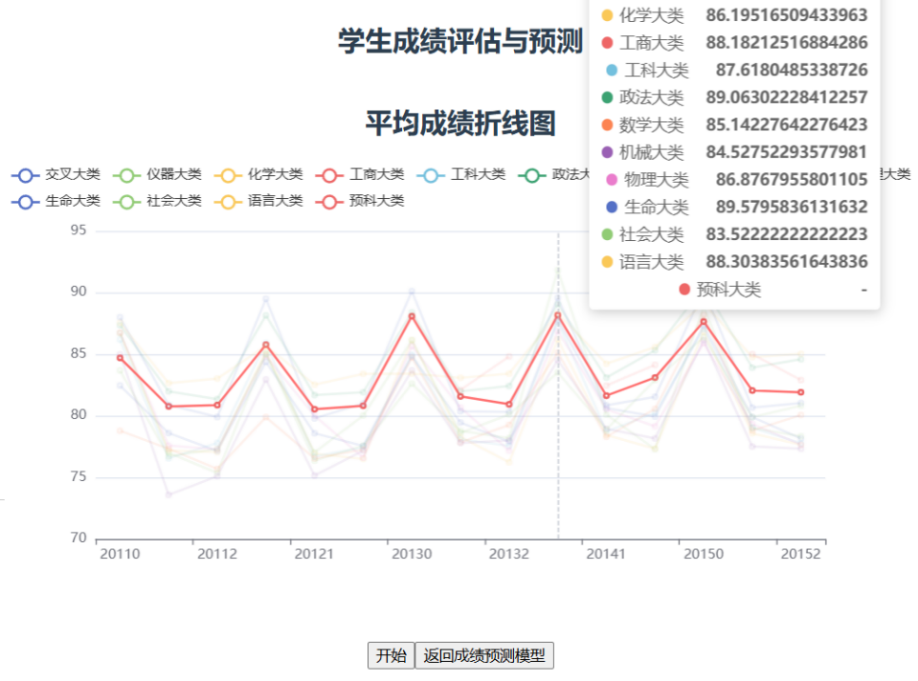 学生成绩评估与预测
平均成绩折线图
化学大类 86.19516509433963
工商大类 88.18212516884286
工科大类 87.6180485338726
政法大类 89.06302228412257
数学大类 85.14227642276423
机械大类 84.52752293577981
物理大类 86.8767955801105
生命大类 89.5795836131632
社会大类 83.52222222222223
语言大类 88.30383561643836
预科大类 -
交叉大类 仪器大类 化学大类 工商大类 工科大类 政法大 大类
生命大类 社会大类 语言大类 预科大类
95
90
85
80
75
70
20110 20112 20121 20130 20132 20141 20150 20152
开始 返回成绩预测模型